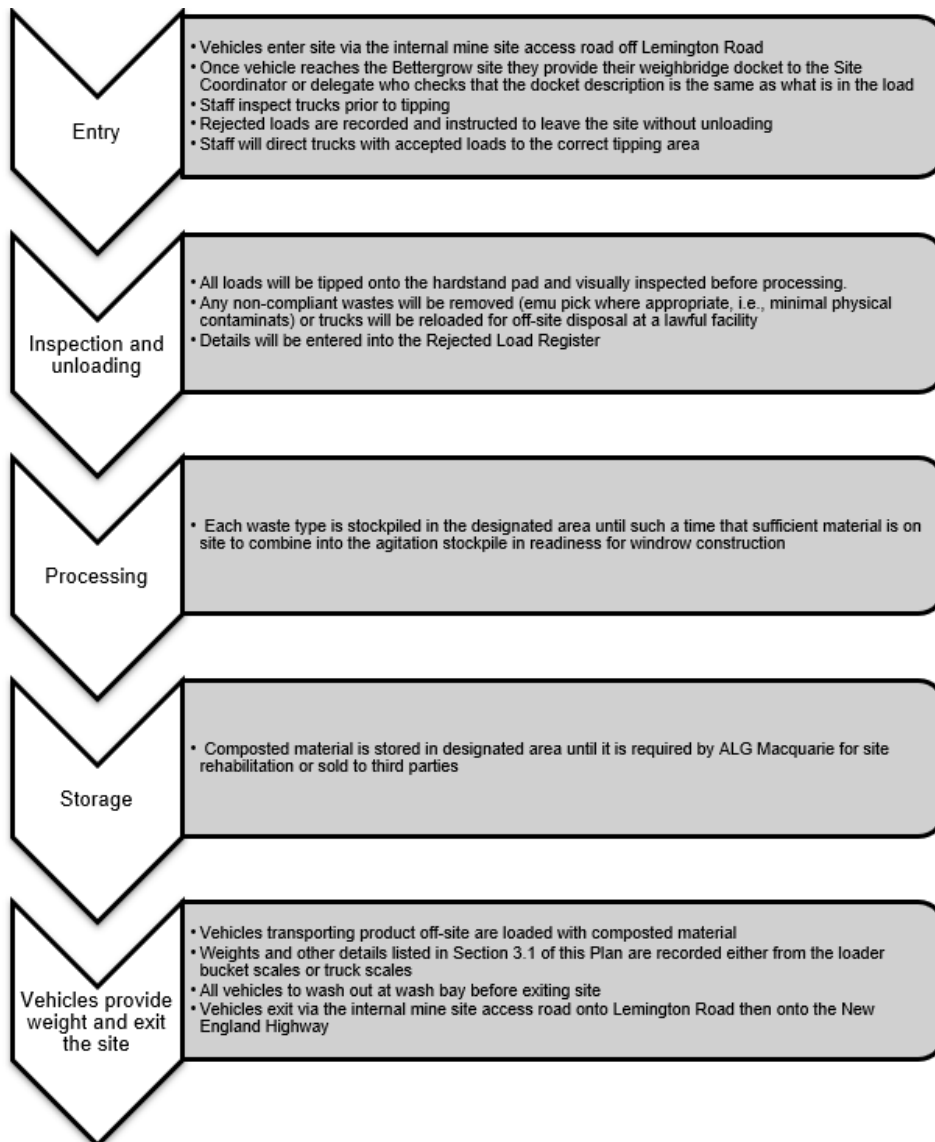 Entry
• Vehicles enter site via the internal mine site access road off Lemington Road
• Once vehicle reaches the Bettergrow site they provide their weighbridge docket to the Site
Coordinator or delegate who checks that the docket description is the same as what is in the load
• Staff inspect trucks prior to tipping
• Rejected loads are recorded and instructed to leave the site without unloading
• Staff will direct trucks with accepted loads to the correct tipping area
Inspection and
unloading
• All loads will be tipped onto the hardstand pad and visually inspected before processing.
• Any non-compliant wastes will be removed (emu pick where appropriate, i.e., minimal physical
contaminats) or trucks will be reloaded for off-site disposal at a lawful facility
• Details will be entered into the Rejected Load Register
Processing
• Each waste type is stockpiled in the designated area until such a time that sufficient material is on
site to combine into the agitation stockpile in readiness for windrow construction
Storage
• Composted material is stored in designated area until it is required by ALG Macquarie for site
rehabilitation or sold to third parties
Vehicles provide
weight and exit
the site
• Vehicles transporting product off-site are loaded with composted material
• Weights and other details listed in Section 3.1 of this Plan are recorded either from the loader
bucket scales or truck scales
• All vehicles to wash out at wash bay before exiting site
• Vehicles exit via the internal mine site access road onto Lemington Road then onto the New
England Highway